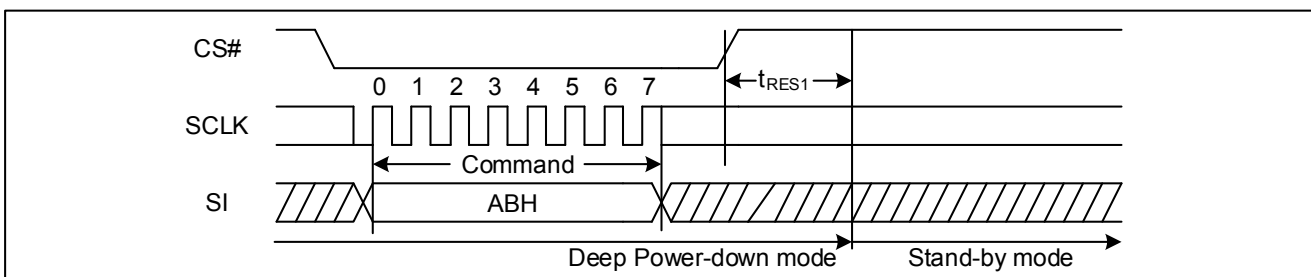 CS#
tRES1
0 1 2 3 4 5 6 7
SCLK
Command
SI
ABH
Deep Power-down mode
Stand-by mode